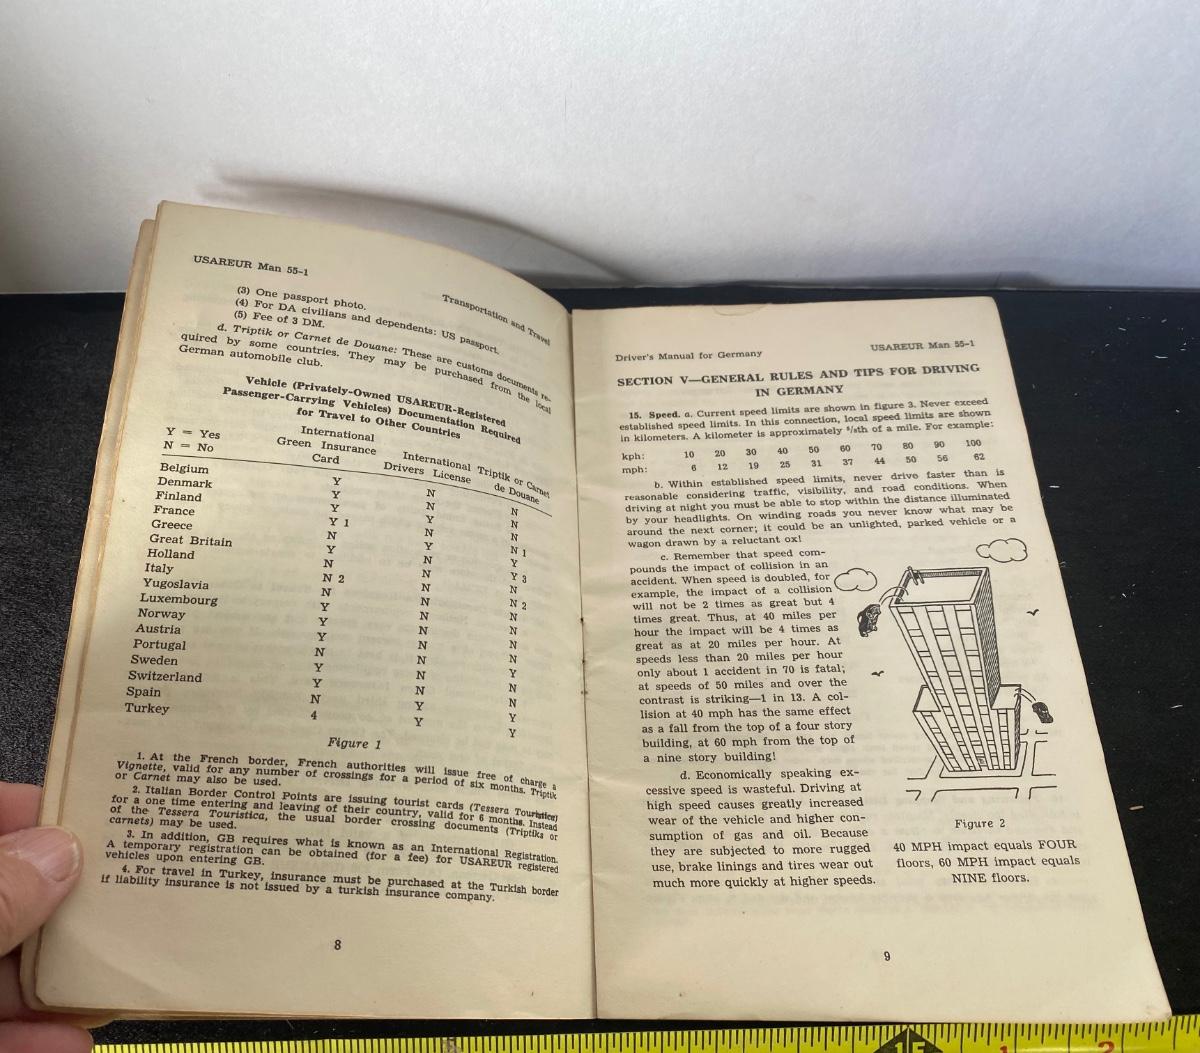 USAREUR Man 55-1
Transportation and Travel
(3) One passport photo.
(4) For DA civilians and dependents: US passport.
(5) Fee of 3 DM.
d. Triptik or Carnet de Douane: These are customs documents re-
quired by some countries. They may be purchased from the local
German automobile club.
Vehicle (Privately-Owned USAREUR-Registered
Passenger-Carrying Vehicles) Documentation Required
for Travel to Other Countries
Y = Yes
N = No
International
Green Insurance
Card
International
Drivers License
Triptik or Carnet
de Douane
Belgium Y N N
Denmark Y N N
Finland Y Y N
France Y 1 N N 1
Greece N Y Y
Great Britain Y N Y 3
Holland N N N
Italy N 2 N N 2
Yugoslavia N N N
Luxembourg Y N N
Norway N N
Austria Y N N
Portugal N N Y
Sweden Y N N
Switzerland Y N N
Spain N Y Y
Turkey 4 Y Y
Figure 1
1. At the French border, French authorities will issue free of charge a
Vignette, valid for any number of crossings for a period of six months. Triptik
or Carnet may also be used.
2. Italian Border Control Points are issuing tourist cards (Tessera Touristica)
for a one time entering and leaving of their country, valid for 6 months. Instead
of the Tessera Touristica, the usual border crossing documents (Triptiks or
carnets) may be used.
3. In addition, GB requires what is known as an International Registration.
A temporary registration can be obtained (for a fee) for USAREUR registered
vehicles upon entering GB.
4. For travel in Turkey, insurance must be purchased at the Turkish border
if liability insurance is not issued by a turkish insurance company.
8
Driver's Manual for Germany
USAREUR Man 55-1
SECTION V—GENERAL RULES AND TIPS FOR DRIVING
IN GERMANY
15. Speed. a. Current speed limits are shown in figure 3. Never exceed
established speed limits. In this connection, local speed limits are shown
in kilometers. A kilometer is approximately ⁵/₈th of a mile. For example:
kph: 10 20 30 40 50 60 70 80 90 100
mph: 6 12 19 25 31 37 44 50 56 62
b. Within established speed limits, never drive faster than is
reasonable considering traffic, visibility, and road conditions. When
driving at night you must be able to stop within the distance illuminated
by your headlights. On winding roads you never know what may be
around the next corner; it could be an unlighted, parked vehicle or a
wagon drawn by a reluctant ox!
c. Remember that speed com-
pounds the impact of collision in an
accident. When speed is doubled, for
example, the impact of a collision
will not be 2 times as great but 4
times great. Thus, at 40 miles per
hour the impact will be 4 times as
great as at 20 miles per hour. At
speeds less than 20 miles per hour
only about 1 accident in 70 is fatal;
at speeds of 50 miles and over the
contrast is striking—1 in 13. A col-
lision at 40 mph has the same effect
as a fall from the top of a four story
building, at 60 mph from the top of
a nine story building!
d. Economically speaking ex-
cessive speed is wasteful. Driving at
high speed causes greatly increased
wear of the vehicle and higher con-
sumption of gas and oil. Because
they are subjected to more rugged
use, brake linings and tires wear out
much more quickly at higher speeds.
Figure 2
40 MPH impact equals FOUR
floors, 60 MPH impact equals
NINE floors.
9
1
2